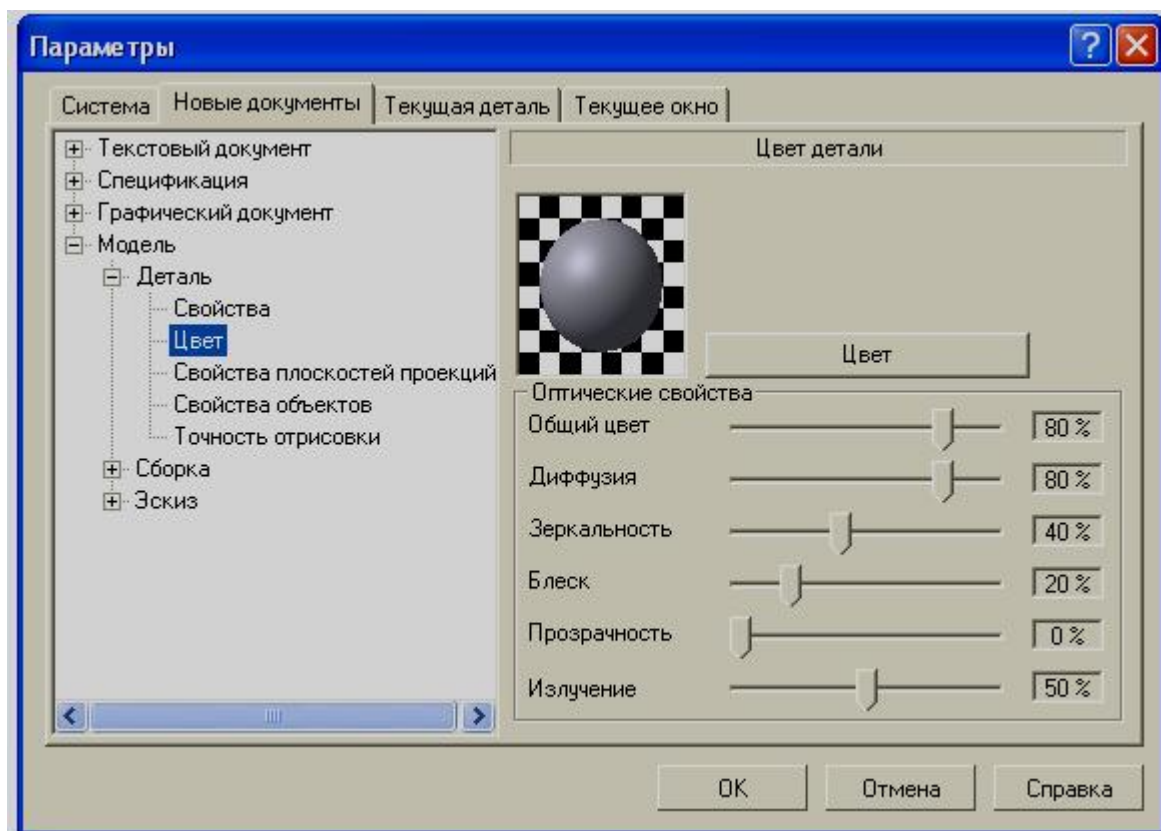 Параметры
Система Новые документы Текущая деталь Текущее окно
Текстовый документ
Спецификация
Графический документ
Модель
Деталь
Свойства
Цвет
Свойства плоскостей проекций
Свойства объектов
Точность отрисовки
Сборка
Эскиз
Цвет детали
Цвет
Оптические свойства
Общий цвет 80 %
Диффузия 80 %
Зеркальность 40 %
Блеск 20 %
Прозрачность 0 %
Излучение 50 %
OK Отмена Справка